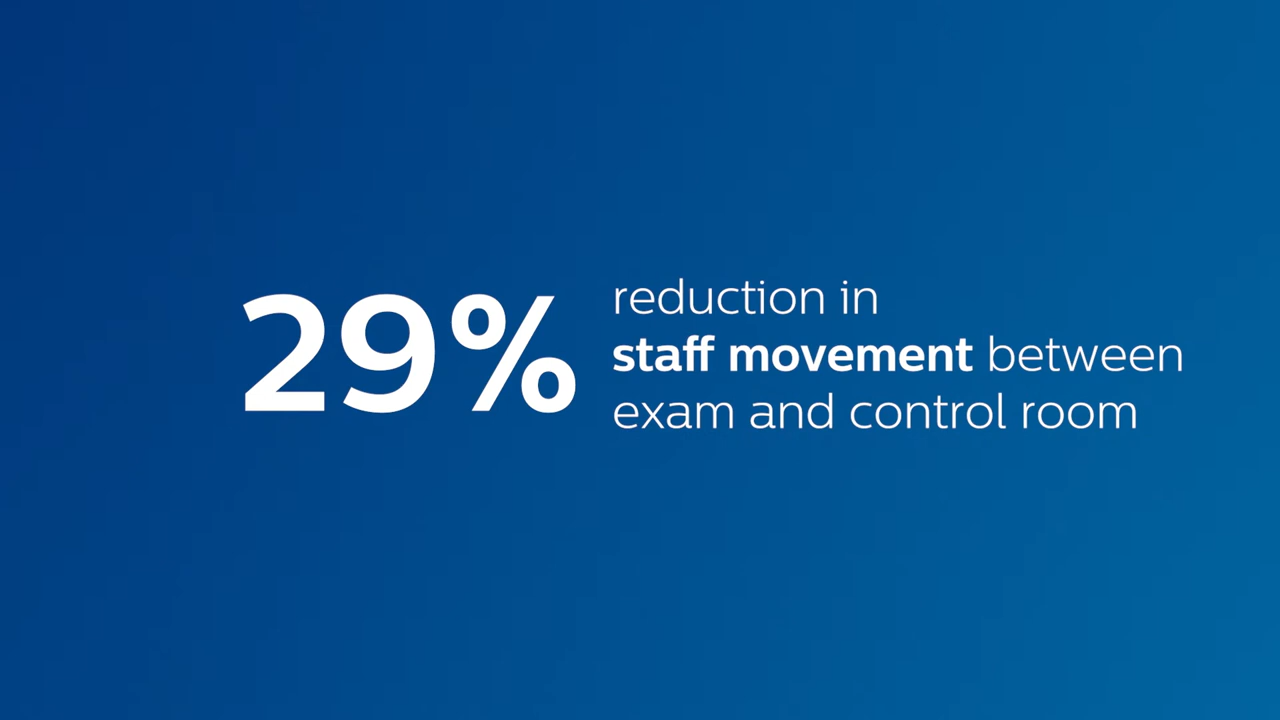 29%
reduction in
staff movement between
exam and control room